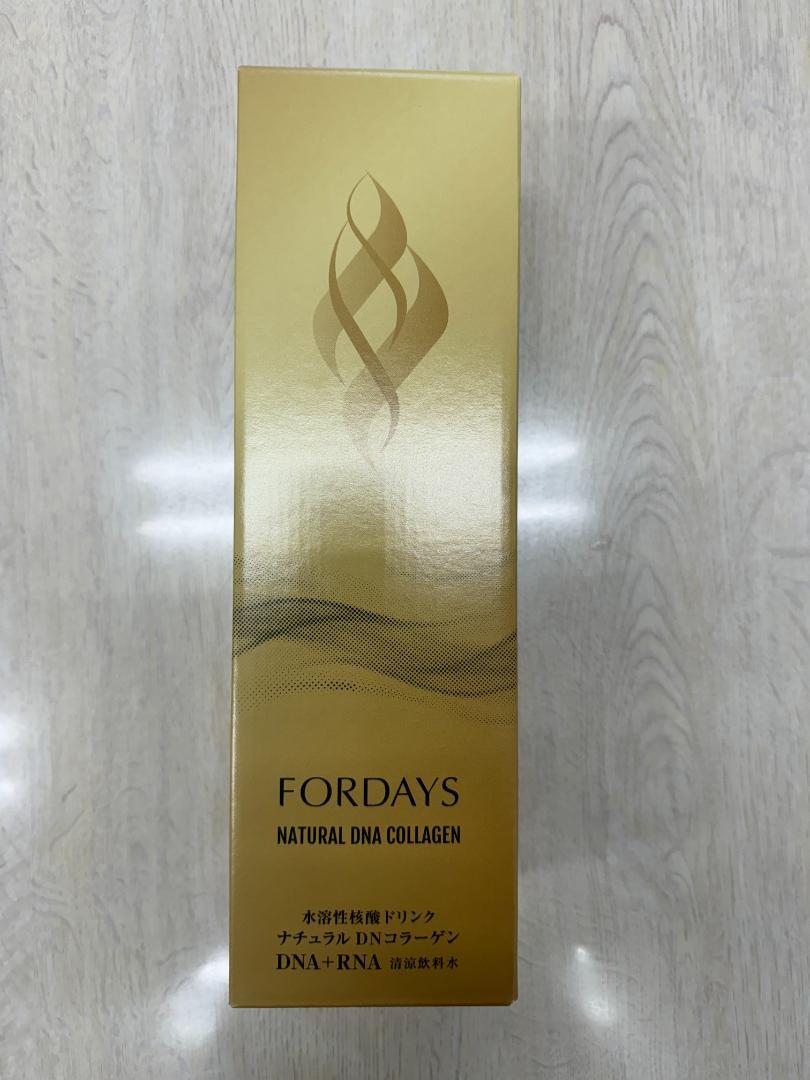 FORDAYS
NATURAL DNA COLLAGEN
水溶性核酸ドリンク
ナチュラル DNコラーゲン
DNA+RNA 清涼飲料水